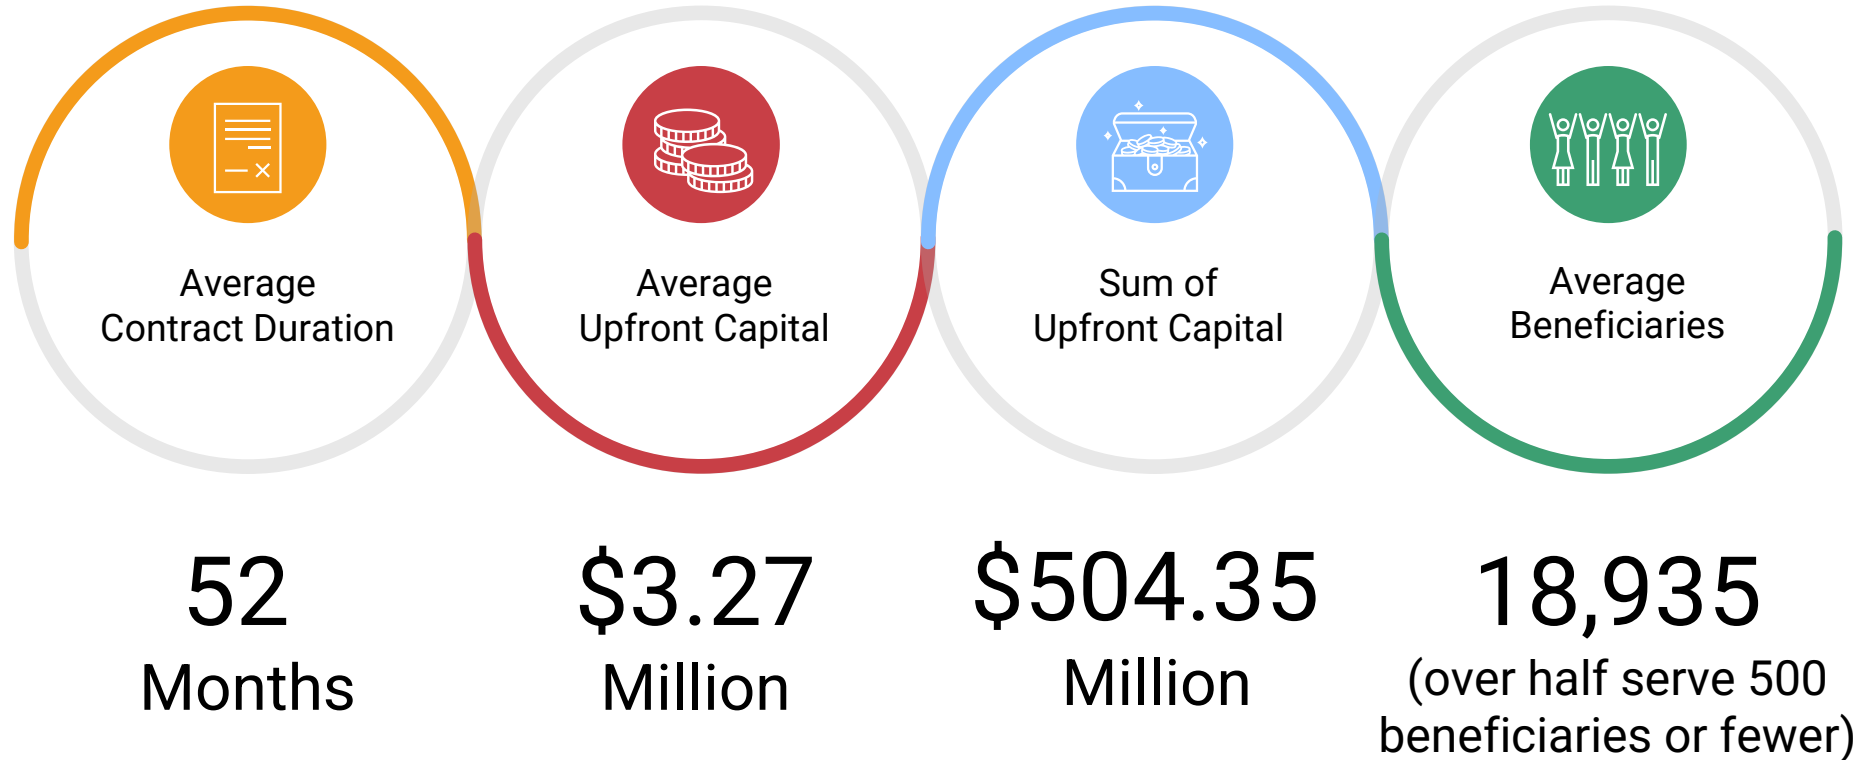 Average
Contract Duration
52
Months
Average
Upfront Capital
$3.27
Million
Sum of
Upfront Capital
$504.35
Million
Average
Beneficiaries
18,935
(over half serve 500
beneficiaries or fewer)